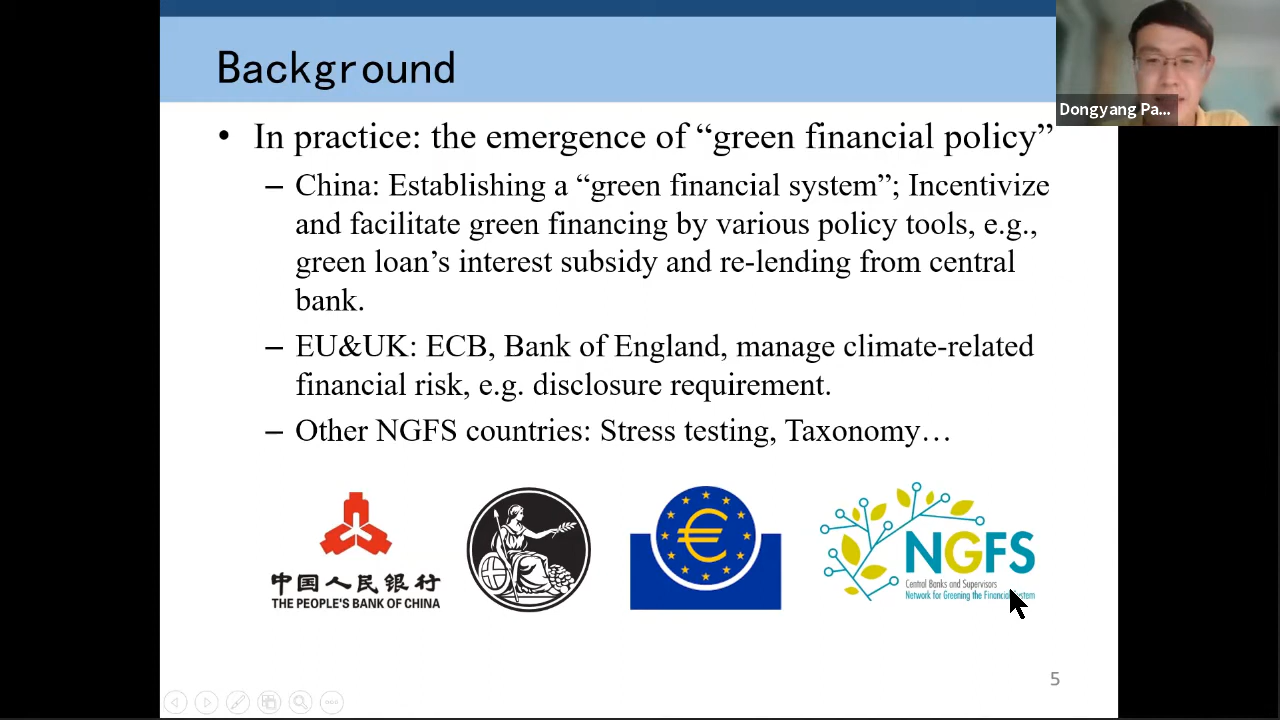 Background
Dongyang Pa...
• In practice: the emergence of “green financial policy”
– China: Establishing a “green financial system”; Incentivize
and facilitate green financing by various policy tools, e.g.,
green loan’s interest subsidy and re-lending from central
bank.
– EU&UK: ECB, Bank of England, manage climate-related
financial risk, e.g. disclosure requirement.
– Other NGFS countries: Stress testing, Taxonomy…
中国人民银行
THE PEOPLE'S BANK OF CHINA
NGFS
Central Banks and Supervisors
Network for Greening the Financial System
5